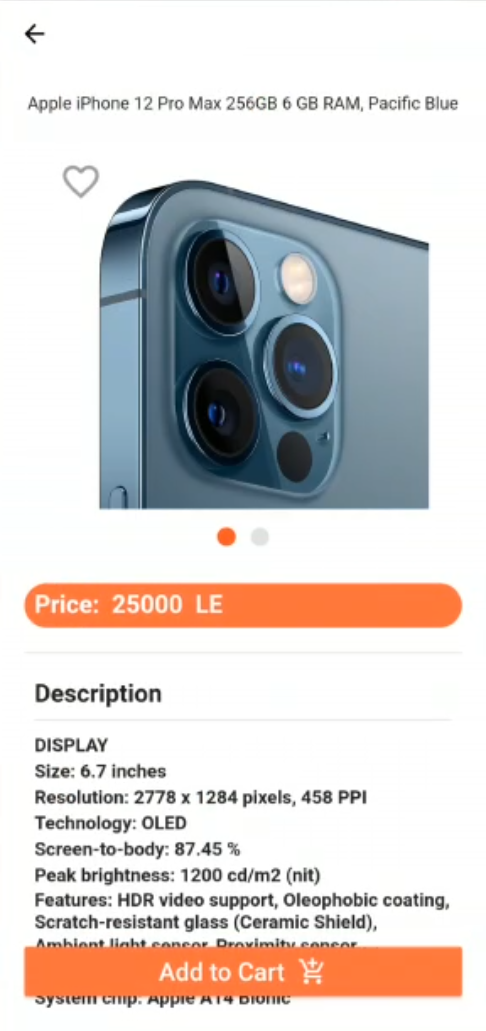 Apple iPhone 12 Pro Max 256GB 6 GB RAM, Pacific Blue
Price: 25000 LE
Description
DISPLAY
Size: 6.7 inches
Resolution: 2778 x 1284 pixels, 458 PPI
Technology: OLED
Screen-to-body: 87.45 %
Peak brightness: 1200 cd/m2 (nit)
Features: HDR video support, Oleophobic coating,
Scratch-resistant glass (Ceramic Shield),
Ambient light sensor, Proximity sensor
Add to Cart
System chip: Apple A14 Bionic